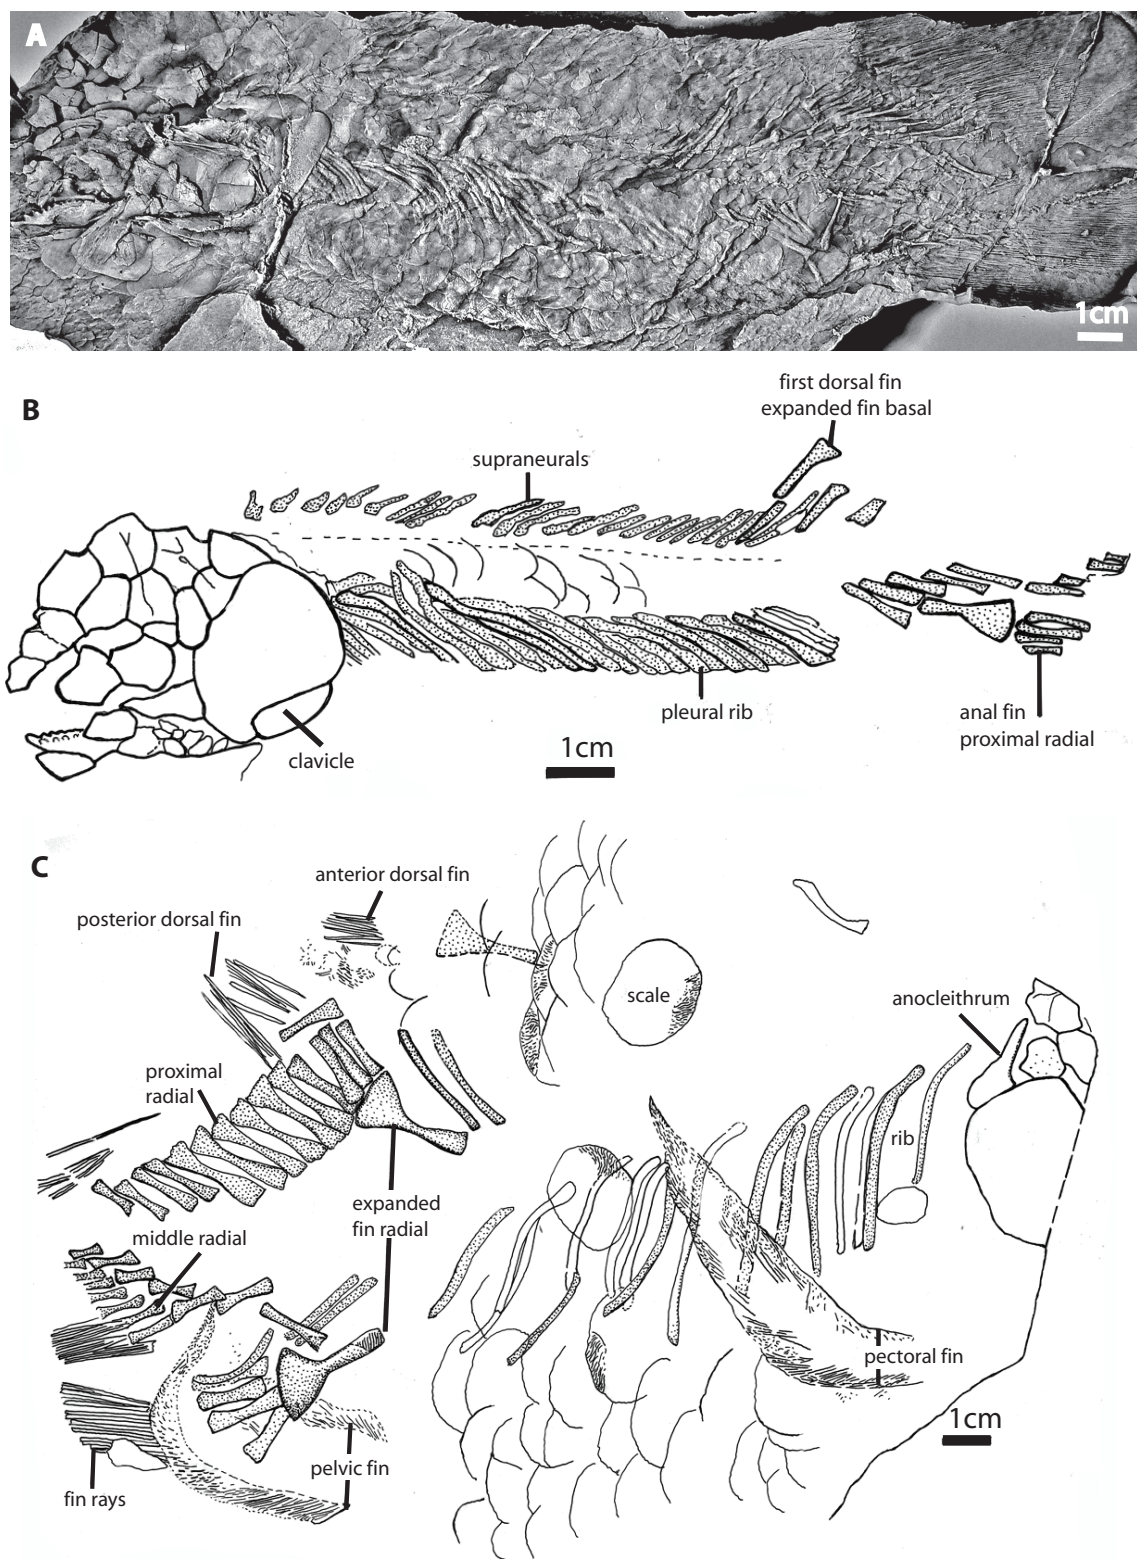 A
1cm
B
first dorsal fin
expanded fin basal
supraneurals
pleural rib
anal fin
proximal radial
clavicle
1cm
C
anterior dorsal fin
posterior dorsal fin
scale
anocleithrum
proximal
radial
rib
expanded
fin radial
middle radial
pectoral fin
1cm
pelvic fin
fin rays